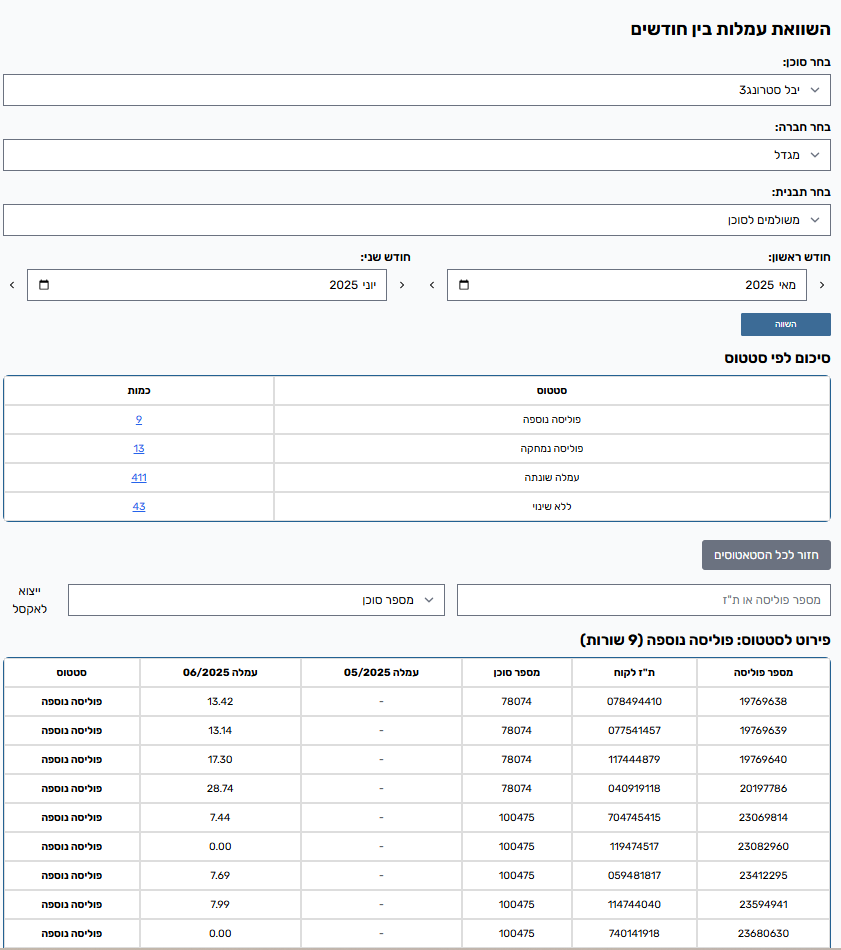 השוואת עמלות בין חודשים
בחר סוכן:
יבל סטרונג3
בחר חברה:
מגדל
בחר תבנית:
משולמים לסוכן
חודש ראשון: חודש שני:
מאי 2025 יוני 2025
השווה
סיכום לפי סטטוס
סטטוס כמות
פוליסה נוספה 9
פוליסה נמחקה 13
עמלה שונתה 411
ללא שינוי 43
חזור לכל הסטאטוסים
מספר פוליסה או ת"ז מספר סוכן ייצוא לאקסל
פירוט לסטטוס: פוליסה נוספה (9 שורות)
מספר פוליסה ת"ז לקוח מספר סוכן עמלה 05/2025 עמלה 06/2025 סטטוס
19769638 078494410 78074 - 13.42 פוליסה נוספה
19769639 077541457 78074 - 13.14 פוליסה נוספה
19769640 117444879 78074 - 17.30 פוליסה נוספה
20197786 040919118 78074 - 28.74 פוליסה נוספה
23069814 704745415 100475 - 7.44 פוליסה נוספה
23082960 119474517 100475 - 0.00 פוליסה נוספה
23412295 059481817 100475 - 7.69 פוליסה נוספה
23594941 114744040 100475 - 7.99 פוליסה נוספה
23680630 740141918 100475 - 0.00 פוליסה נוספה